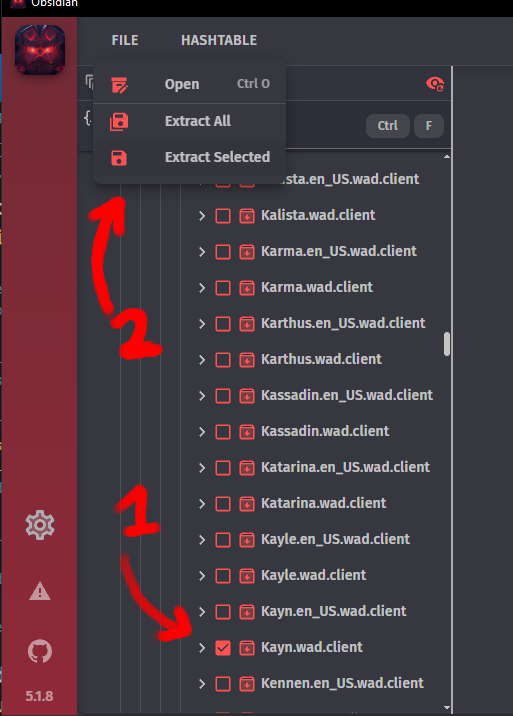 Obsidian
FILE HASHTABLE
Open Ctrl O
Extract All
Extract Selected
Ctrl F
.en_US.wad.client
Kalista.wad.client
Karma.en_US.wad.client
Karma.wad.client
2
Karthus.en_US.wad.client
Karthus.wad.client
Kassadin.en_US.wad.client
Kassadin.wad.client
Katarina.en_US.wad.client
1
Katarina.wad.client
Kayle.en_US.wad.client
Kayle.wad.client
Kayn.en_US.wad.client
Kayn.wad.client
Kennen.en_US.wad.client
5.1.8